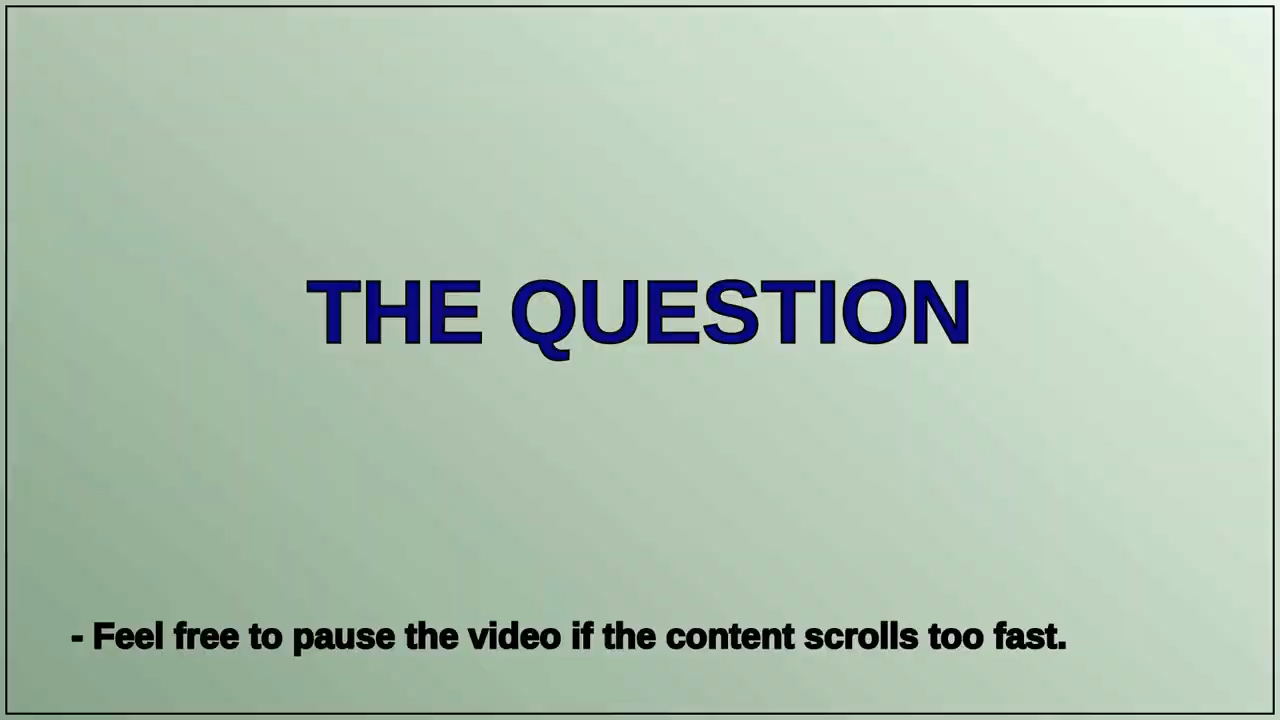 THE QUESTION
- Feel free to pause the video if the content scrolls too fast.